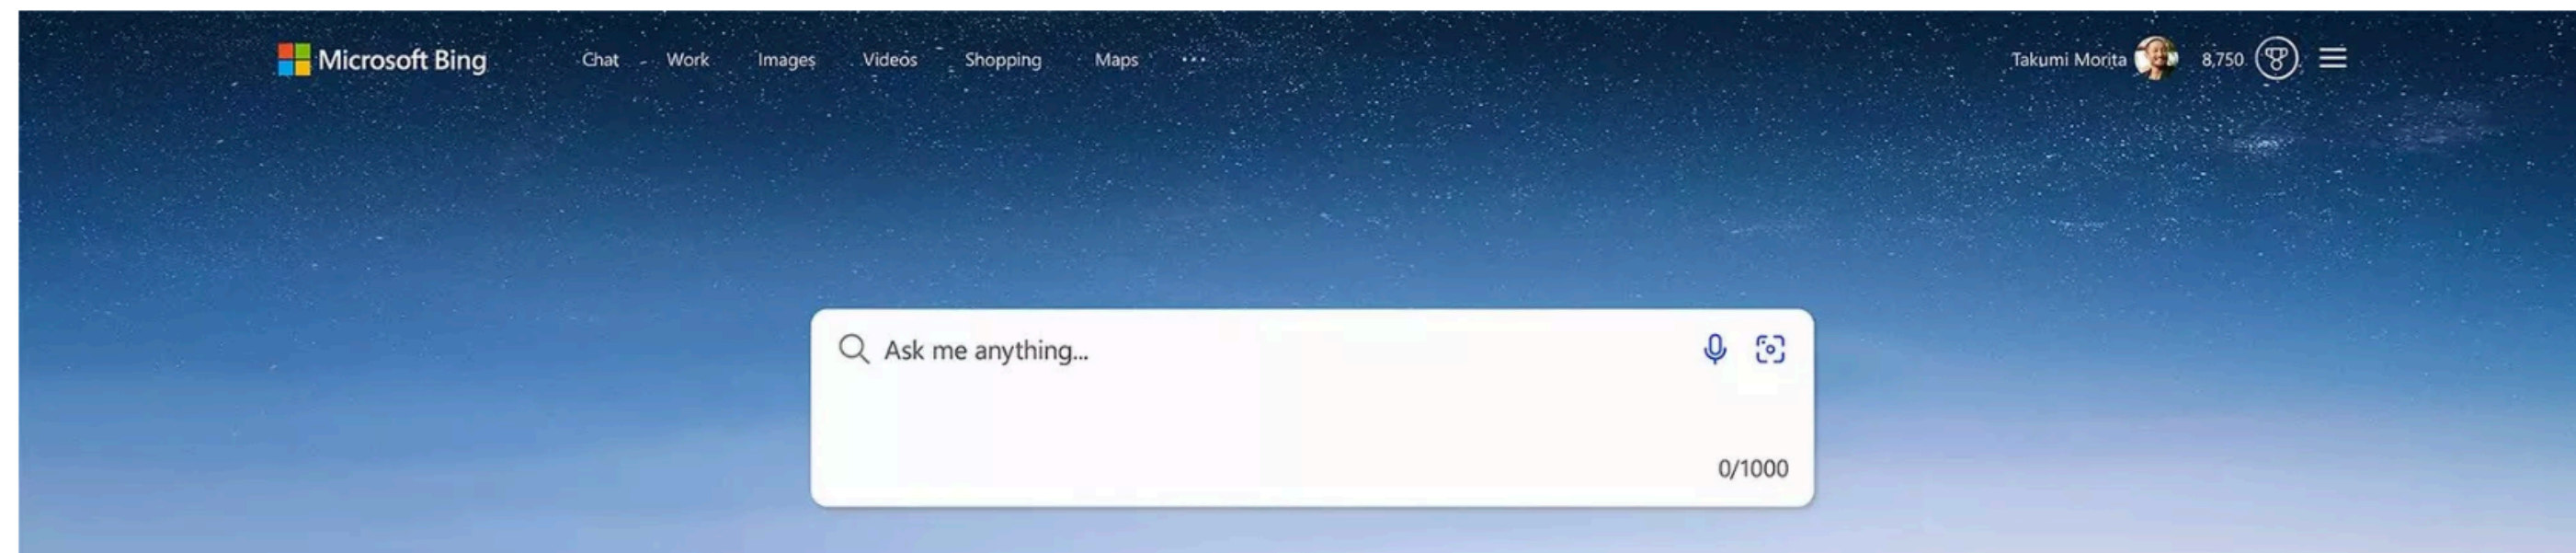 Microsoft Bing Chat Work Images Videos Shopping Maps ... Takumi Morita 8,750
Ask me anything...
0/1000